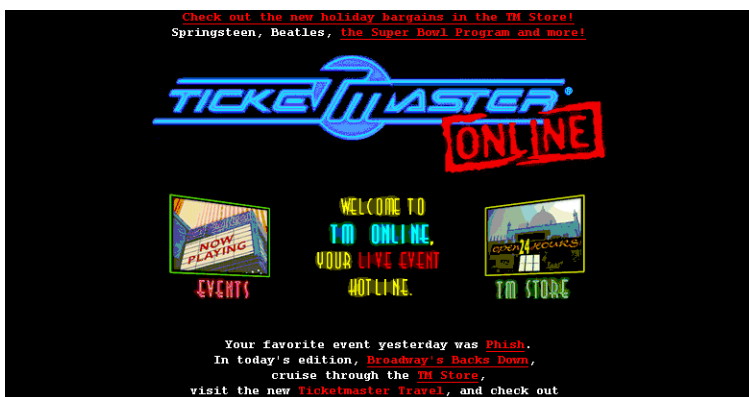 Check out the new holiday bargains in the TM Store!
Springsteen, Beatles, the Super Bowl Program and more!
TICKETMASTER®
ONLINE
NOW
PLAYING
EVENTS
WELCOME TO
TM ONLINE,
YOUR LIVE EVENT
HOTLINE.
open 24 HOURS!
TM STORE
Your favorite event yesterday was Phish.
In today's edition, Broadway's Backs Down,
cruise through the TM Store,
visit the new Ticketmaster Travel, and check out